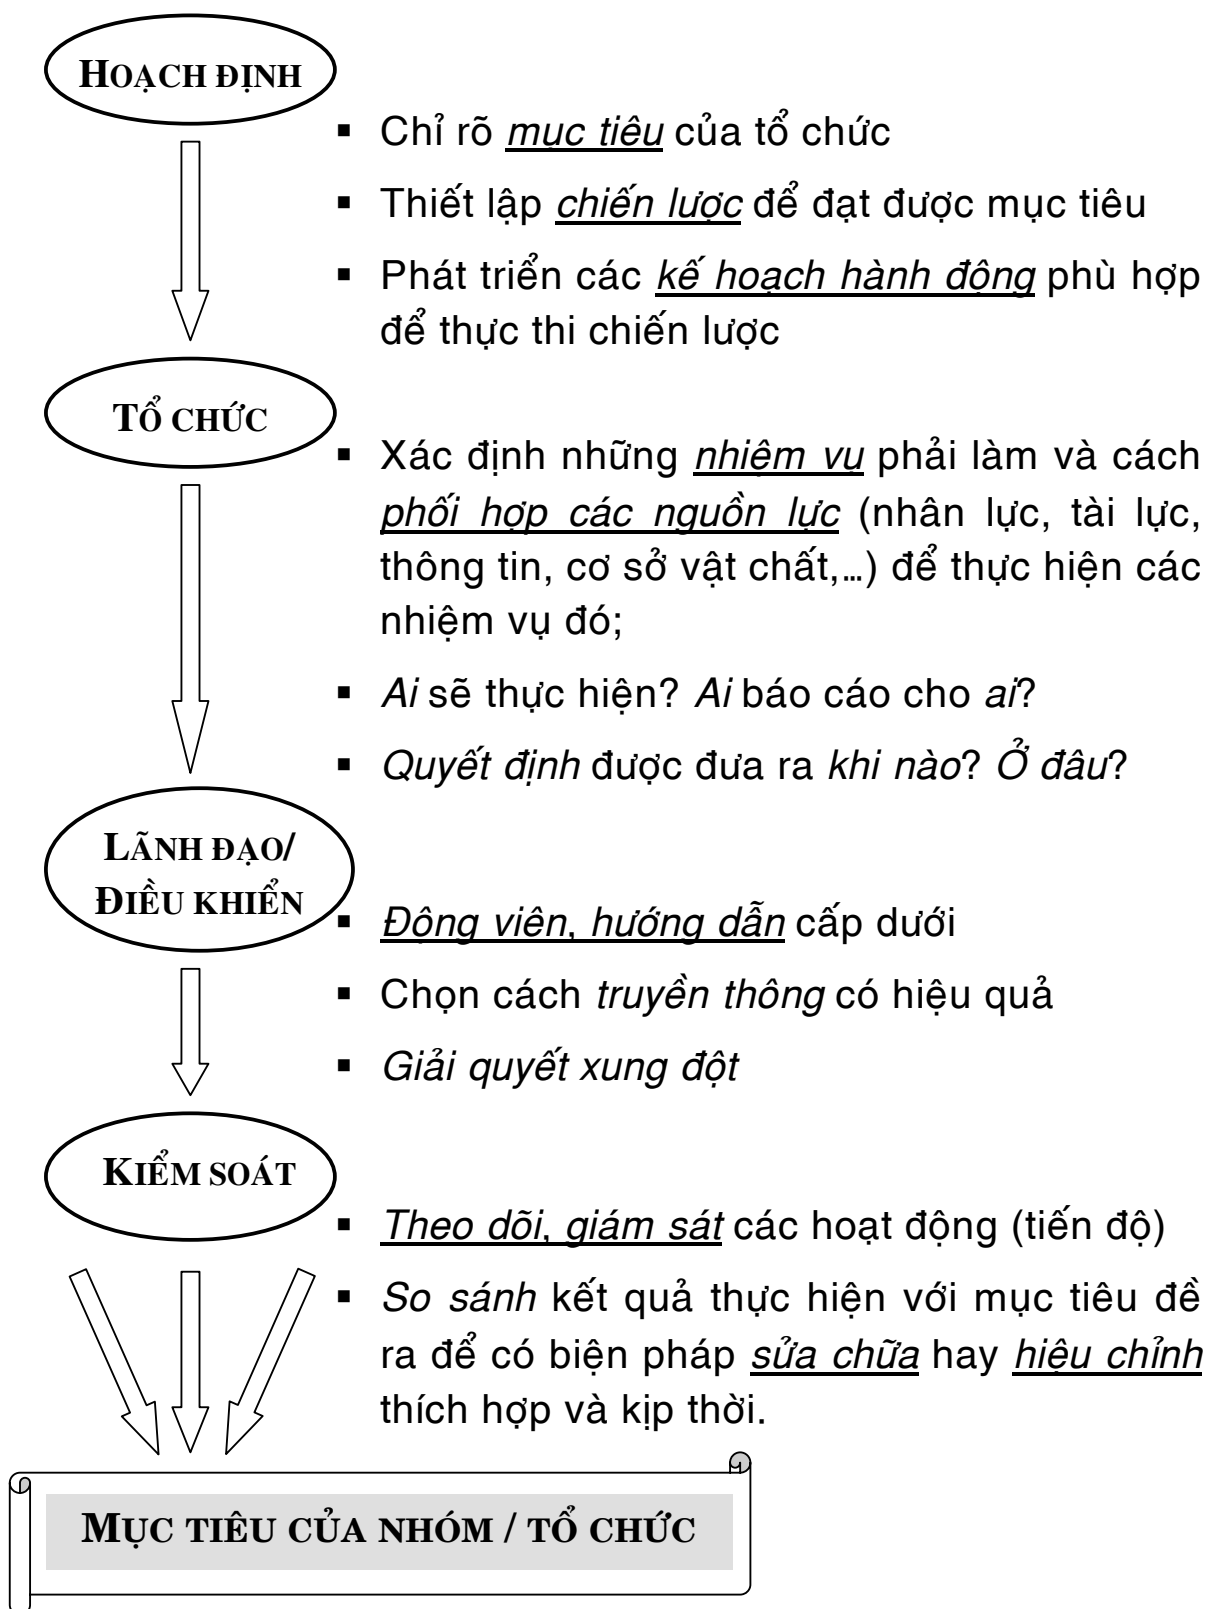 HOẠCH ĐỊNH
▪ Chỉ rõ mục tiêu của tổ chức
▪ Thiết lập chiến lược để đạt được mục tiêu
▪ Phát triển các kế hoạch hành động phù hợp
để thực thi chiến lược
TỔ CHỨC
▪ Xác định những nhiệm vụ phải làm và cách
phối hợp các nguồn lực (nhân lực, tài lực,
thông tin, cơ sở vật chất,…) để thực hiện các
nhiệm vụ đó;
▪ Ai sẽ thực hiện? Ai báo cáo cho ai?
▪ Quyết định được đưa ra khi nào? Ở đâu?
LÃNH ĐẠO/
ĐIỀU KHIỂN
▪ Động viên, hướng dẫn cấp dưới
▪ Chọn cách truyền thông có hiệu quả
▪ Giải quyết xung đột
KIỂM SOÁT
▪ Theo dõi, giám sát các hoạt động (tiến độ)
▪ So sánh kết quả thực hiện với mục tiêu đề
ra để có biện pháp sửa chữa hay hiệu chỉnh
thích hợp và kịp thời.
MỤC TIÊU CỦA NHÓM / TỔ CHỨC